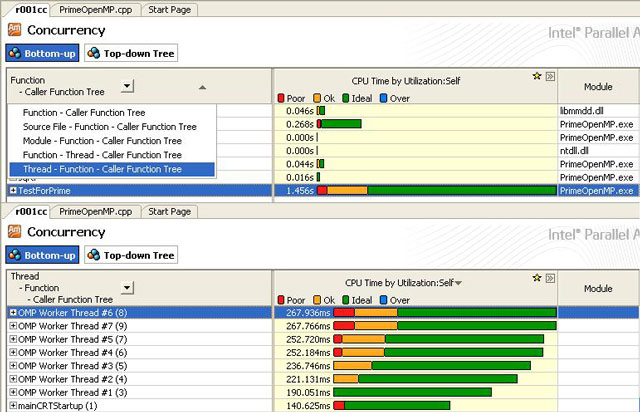 r001cc PrimeOpenMP.cpp Start Page
Concurrency Intel® Parallel A
Bottom-up Top-down Tree
Function
- Caller Function Tree
CPU Time by Utilization:Self
Module
Poor Ok Ideal Over
Function - Caller Function Tree
Source File - Function - Caller Function Tree
Module - Function - Caller Function Tree
Function - Thread - Caller Function Tree
Thread - Function - Caller Function Tree
0.046s libmmdd.dll
0.268s PrimeOpenMP.exe
0.000s PrimeOpenMP.exe
0.000s ntdll.dll
0.044s PrimeOpenMP.exe
0.016s PrimeOpenMP.exe
TestForPrime 1.456s PrimeOpenMP.exe
r001cc PrimeOpenMP.cpp Start Page
Concurrency Intel® Parallel A
Bottom-up Top-down Tree
Thread
- Function
- Caller Function Tree
CPU Time by Utilization:Self
Module
Poor Ok Ideal Over
OMP Worker Thread #6 (8) 267.936ms
OMP Worker Thread #7 (9) 267.766ms
OMP Worker Thread #5 (7) 252.720ms
OMP Worker Thread #4 (6) 252.184ms
OMP Worker Thread #3 (5) 236.746ms
OMP Worker Thread #2 (4) 221.131ms
OMP Worker Thread #1 (3) 190.051ms
mainCRTStartup (1) 140.625ms